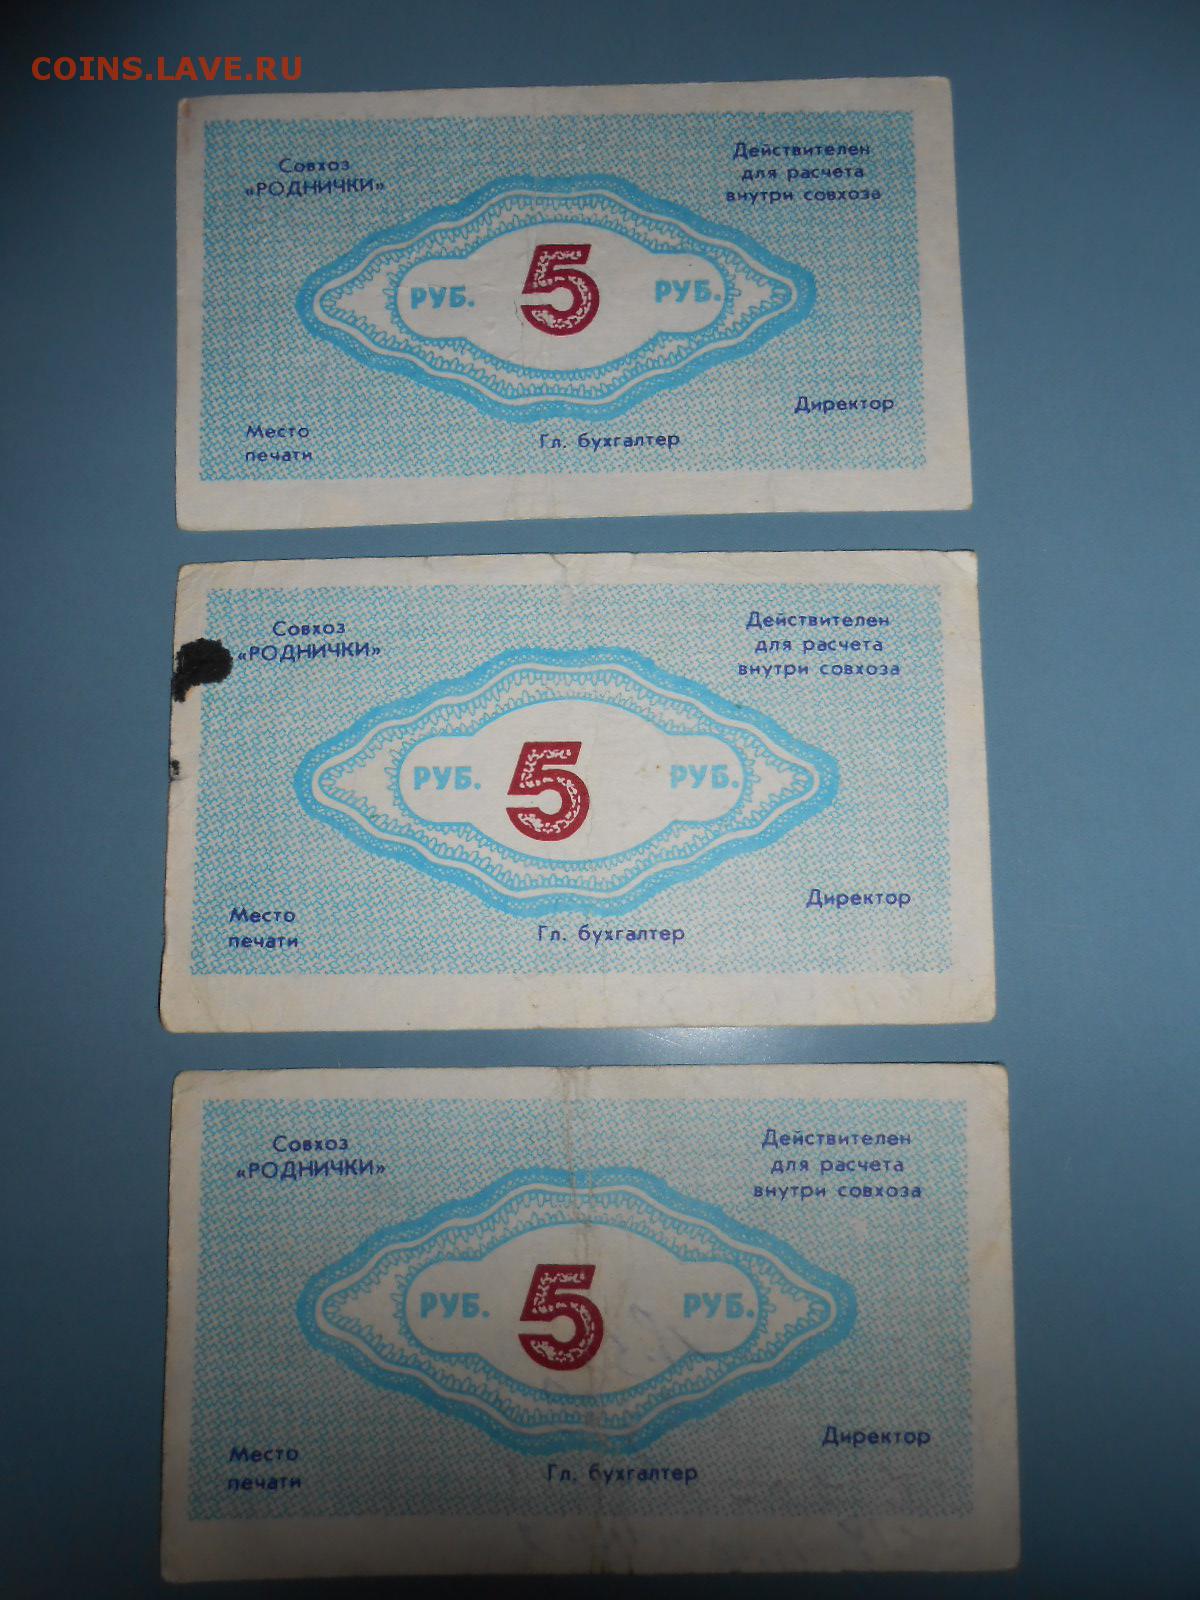 COINS.LAVE.RU
Совхоз
«РОДНИЧКИ»
Действителен
для расчета
внутри совхоза
РУБ. 5 РУБ.
Директор
Место
печати
Гл. бухгалтер
Совхоз
«РОДНИЧКИ»
Действителен
для расчета
внутри совхоза
РУБ. 5 РУБ.
Директор
Место
печати
Гл. бухгалтер
Совхоз
«РОДНИЧКИ»
Действителен
для расчета
внутри совхоза
РУБ. 5 РУБ.
Директор
Место
печати
Гл. бухгалтер